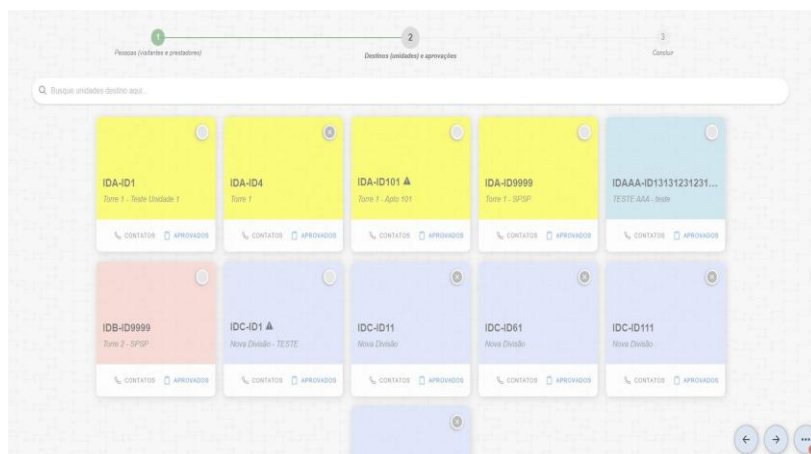 1
2
3
Pessoas (visitantes e prestadores)
Destinos (unidades) e aprovações
Concluir
Busque unidades destino aqui...
IDA-ID1
Torre 1 - Teste Unidade 1
CONTATOS APROVADOS
IDA-ID4
Torre 1
CONTATOS APROVADOS
IDA-ID101
Torre 1 - Apto 101
CONTATOS APROVADOS
IDA-ID9999
Torre 1 - SPSP
CONTATOS APROVADOS
IDAAA-ID13131231231...
TESTE AAA - teste
CONTATOS APROVADOS
IDB-ID9999
Torre 2 - SPSP
CONTATOS APROVADOS
IDC-ID1
Nova Divisão - TESTE
CONTATOS APROVADOS
IDC-ID11
Nova Divisão
CONTATOS APROVADOS
IDC-ID61
Nova Divisão
CONTATOS APROVADOS
IDC-ID111
Nova Divisão
CONTATOS APROVADOS